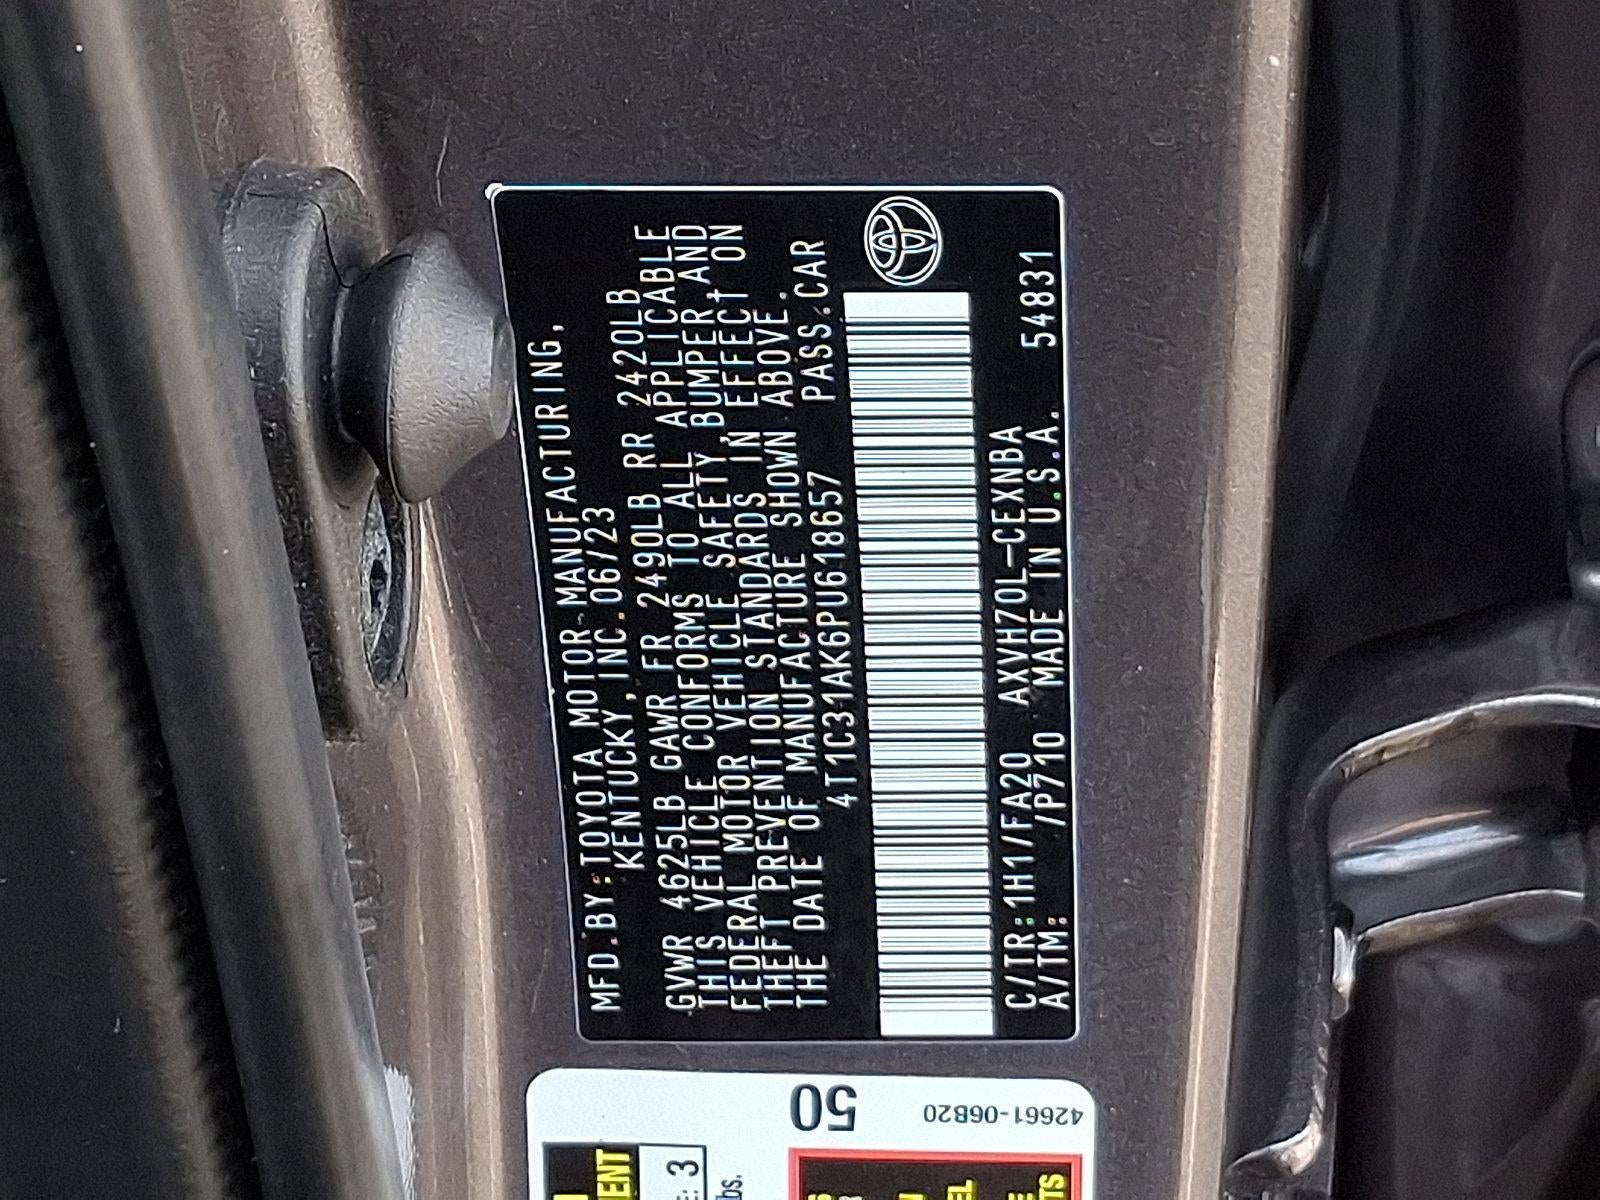 MFD.BY:TOYOTA MOTOR MANUFACTURING,
KENTUCKY,INC.06/23
GVWR 4625LB GAWR FR 2490LB RR 2420LB
THIS VEHICLE CONFORMS TO ALL APPLICABLE
FEDERAL MOTOR VEHICLE SAFETY,BUMPER,AND
THEFT PREVENTION STANDARDS IN EFFECT ON
THE DATE OF MANUFACTURE SHOWN ABOVE.
4T1C31AK6PU618657 PASS.CAR
C/TR:1H1/FA20 AXVH70L-CEXNBA 54831
A/TM: /P710 MADE IN U.S.A.
50
42661-06B20
ENT
3